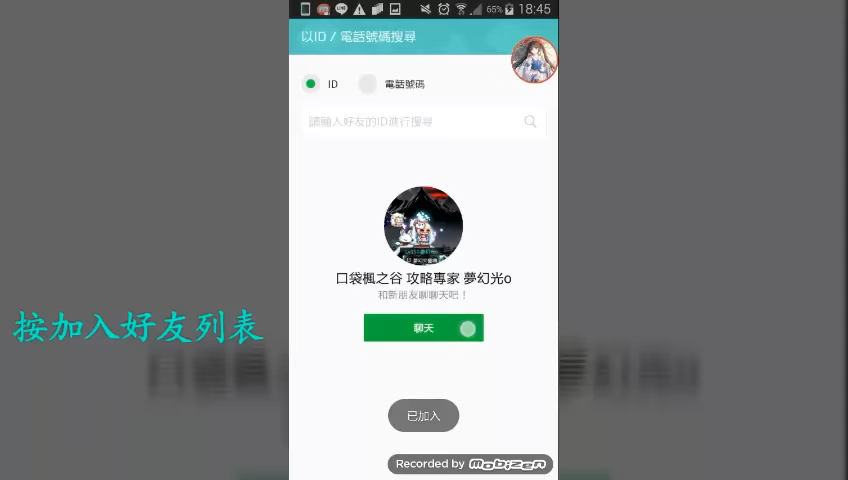 65% 18:45
以ID / 電話號碼搜尋
ID 電話號碼
請輸入好友的ID進行搜尋
口袋楓之谷 攻略專家 夢幻光o
和新朋友聊聊天吧！
聊天
按加入好友列表
已加入
Recorded by Mobizen